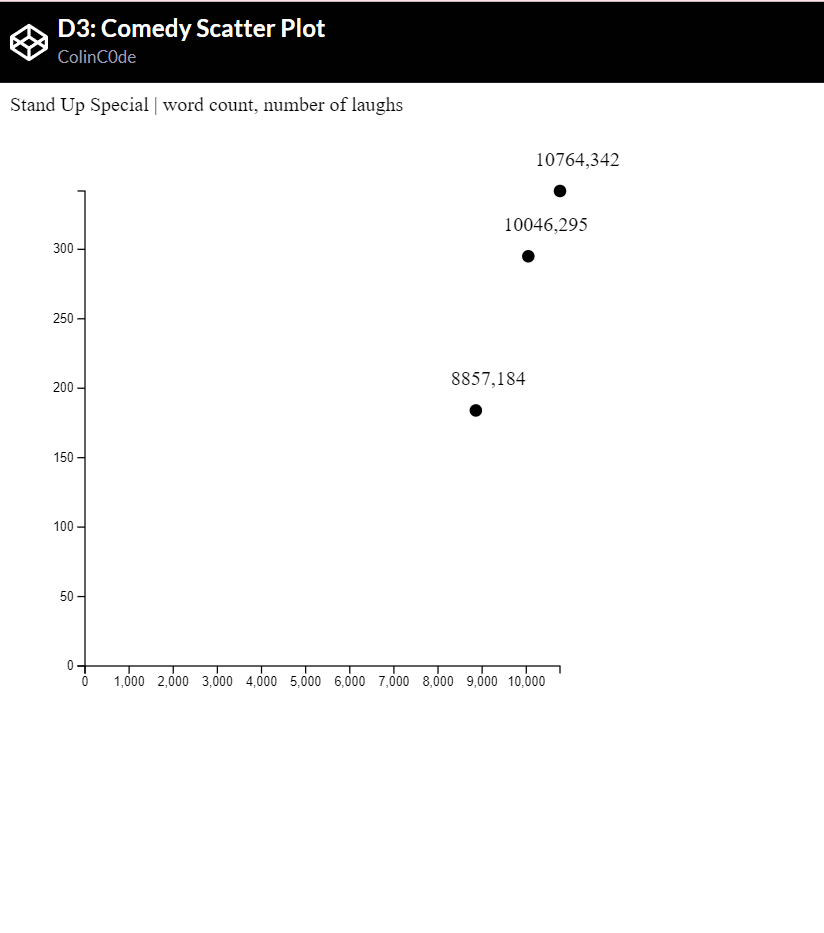 D3: Comedy Scatter Plot
ColinC0de
Stand Up Special | word count, number of laughs
10764,342
10046,295
300
250
8857,184
200
150
100
50
0
0 1,000 2,000 3,000 4,000 5,000 6,000 7,000 8,000 9,000 10,000